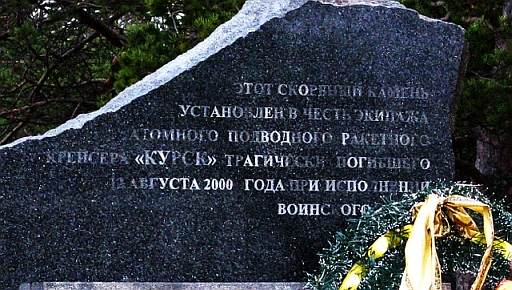 ЭТОТ СКОРБНЫЙ КАМЕНЬ
УСТАНОВЛЕН В ЧЕСТЬ ЭКИПАЖА
АТОМНОГО ПОДВОДНОГО РАКЕТНОГО
КРЕЙСЕРА «КУРСК» ТРАГИЧЕСКИ ПОГИБШЕГО
12 АВГУСТА 2000 ГОДА ПРИ ИСПОЛНЕНИИ
ВОИНСКОГО